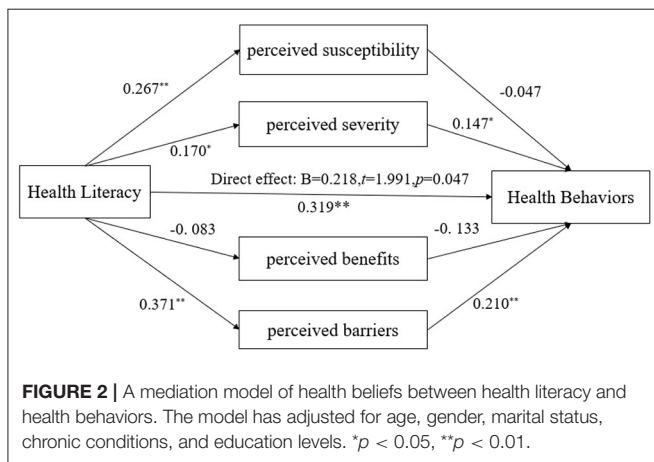 perceived susceptibility
0.267**
-0.047
perceived severity
0.170*
0.147*
Direct effect: B=0.218,t=1.991,p=0.047
Health Literacy
Health Behaviors
0.319**
-0. 083
-0. 133
perceived benefits
0.371**
0.210**
perceived barriers
FIGURE 2 | A mediation model of health beliefs between health literacy and
health behaviors. The model has adjusted for age, gender, marital status,
chronic conditions, and education levels. *p < 0.05, **p < 0.01.